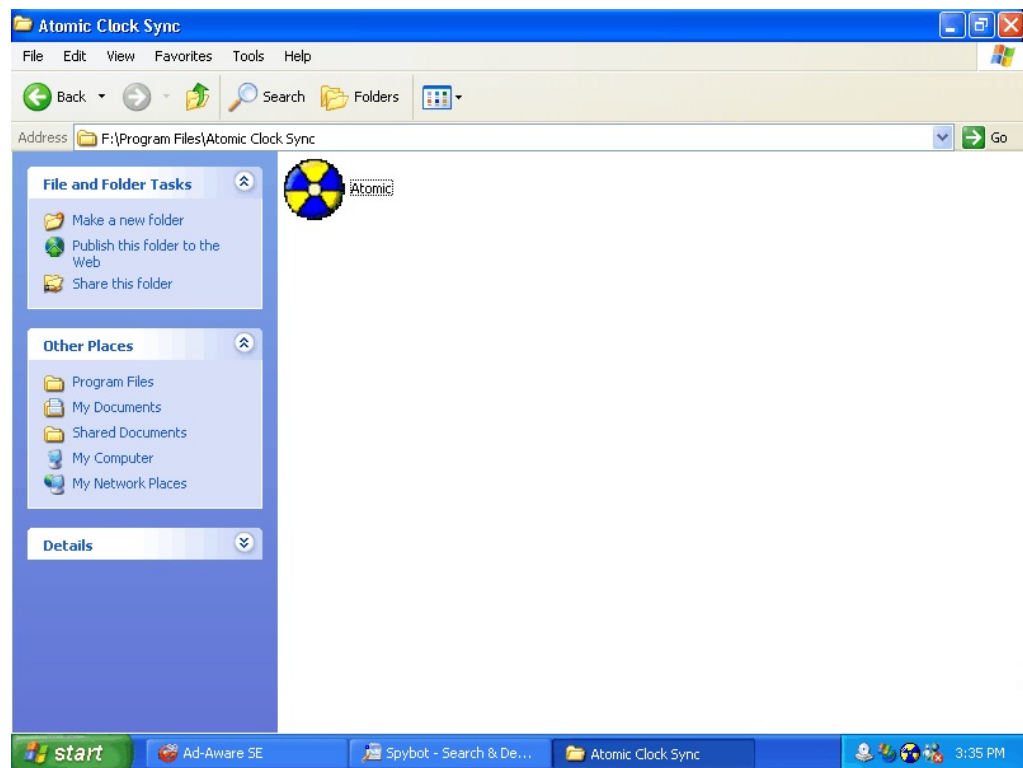 Atomic Clock Sync
File Edit View Favorites Tools Help
Back Search Folders
Address F:\Program Files\Atomic Clock Sync Go
File and Folder Tasks
Make a new folder
Publish this folder to the
Web
Share this folder
Atomic
Other Places
Program Files
My Documents
Shared Documents
My Computer
My Network Places
Details
start Ad-Aware SE Spybot - Search & De... Atomic Clock Sync 3:35 PM